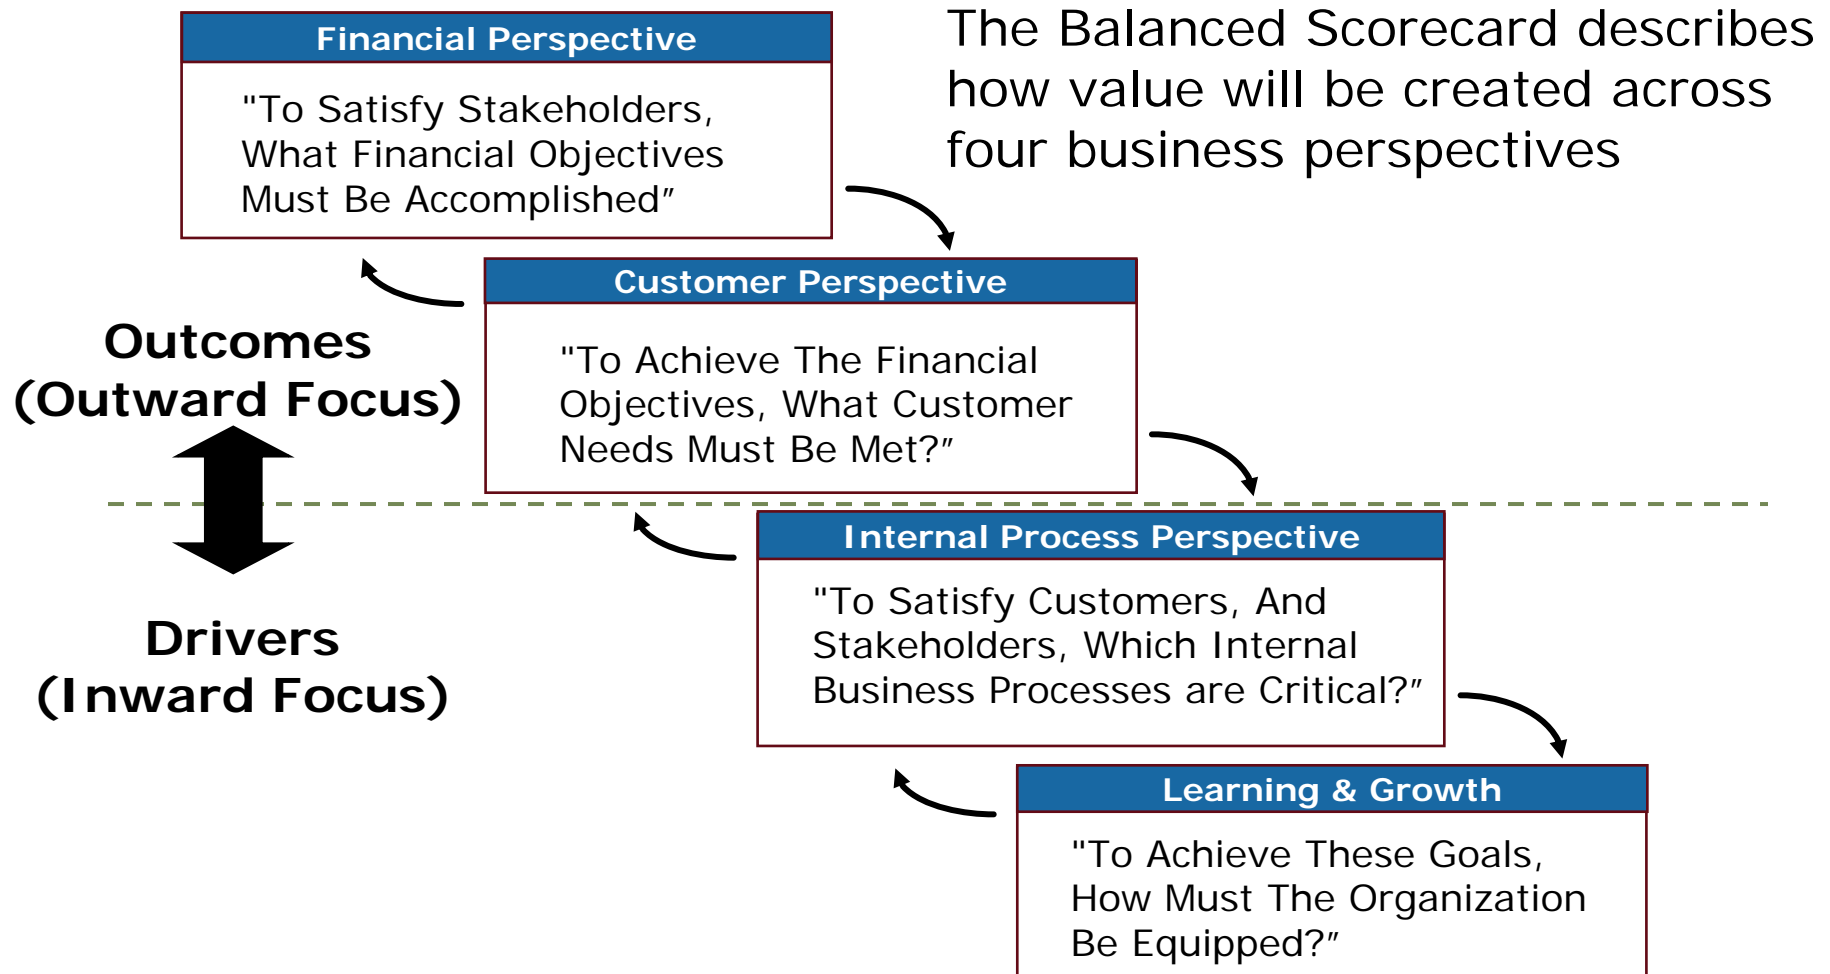 Financial Perspective
"To Satisfy Stakeholders,
What Financial Objectives
Must Be Accomplished”
The Balanced Scorecard describes
how value will be created across
four business perspectives
Customer Perspective
"To Achieve The Financial
Objectives, What Customer
Needs Must Be Met?”
Outcomes
(Outward Focus)
Drivers
(Inward Focus)
Internal Process Perspective
"To Satisfy Customers, And
Stakeholders, Which Internal
Business Processes are Critical?”
Learning & Growth
"To Achieve These Goals,
How Must The Organization
Be Equipped?”